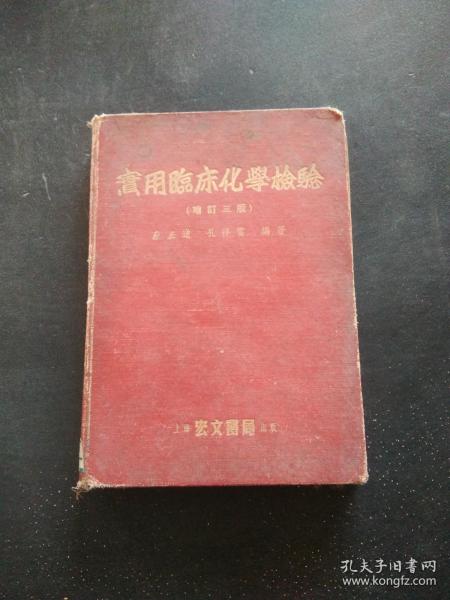 實用臨床化學檢驗
(增訂三版)
孔 編著
上海 宏文書局 出版
孔夫子旧书网
www.kongfz.com